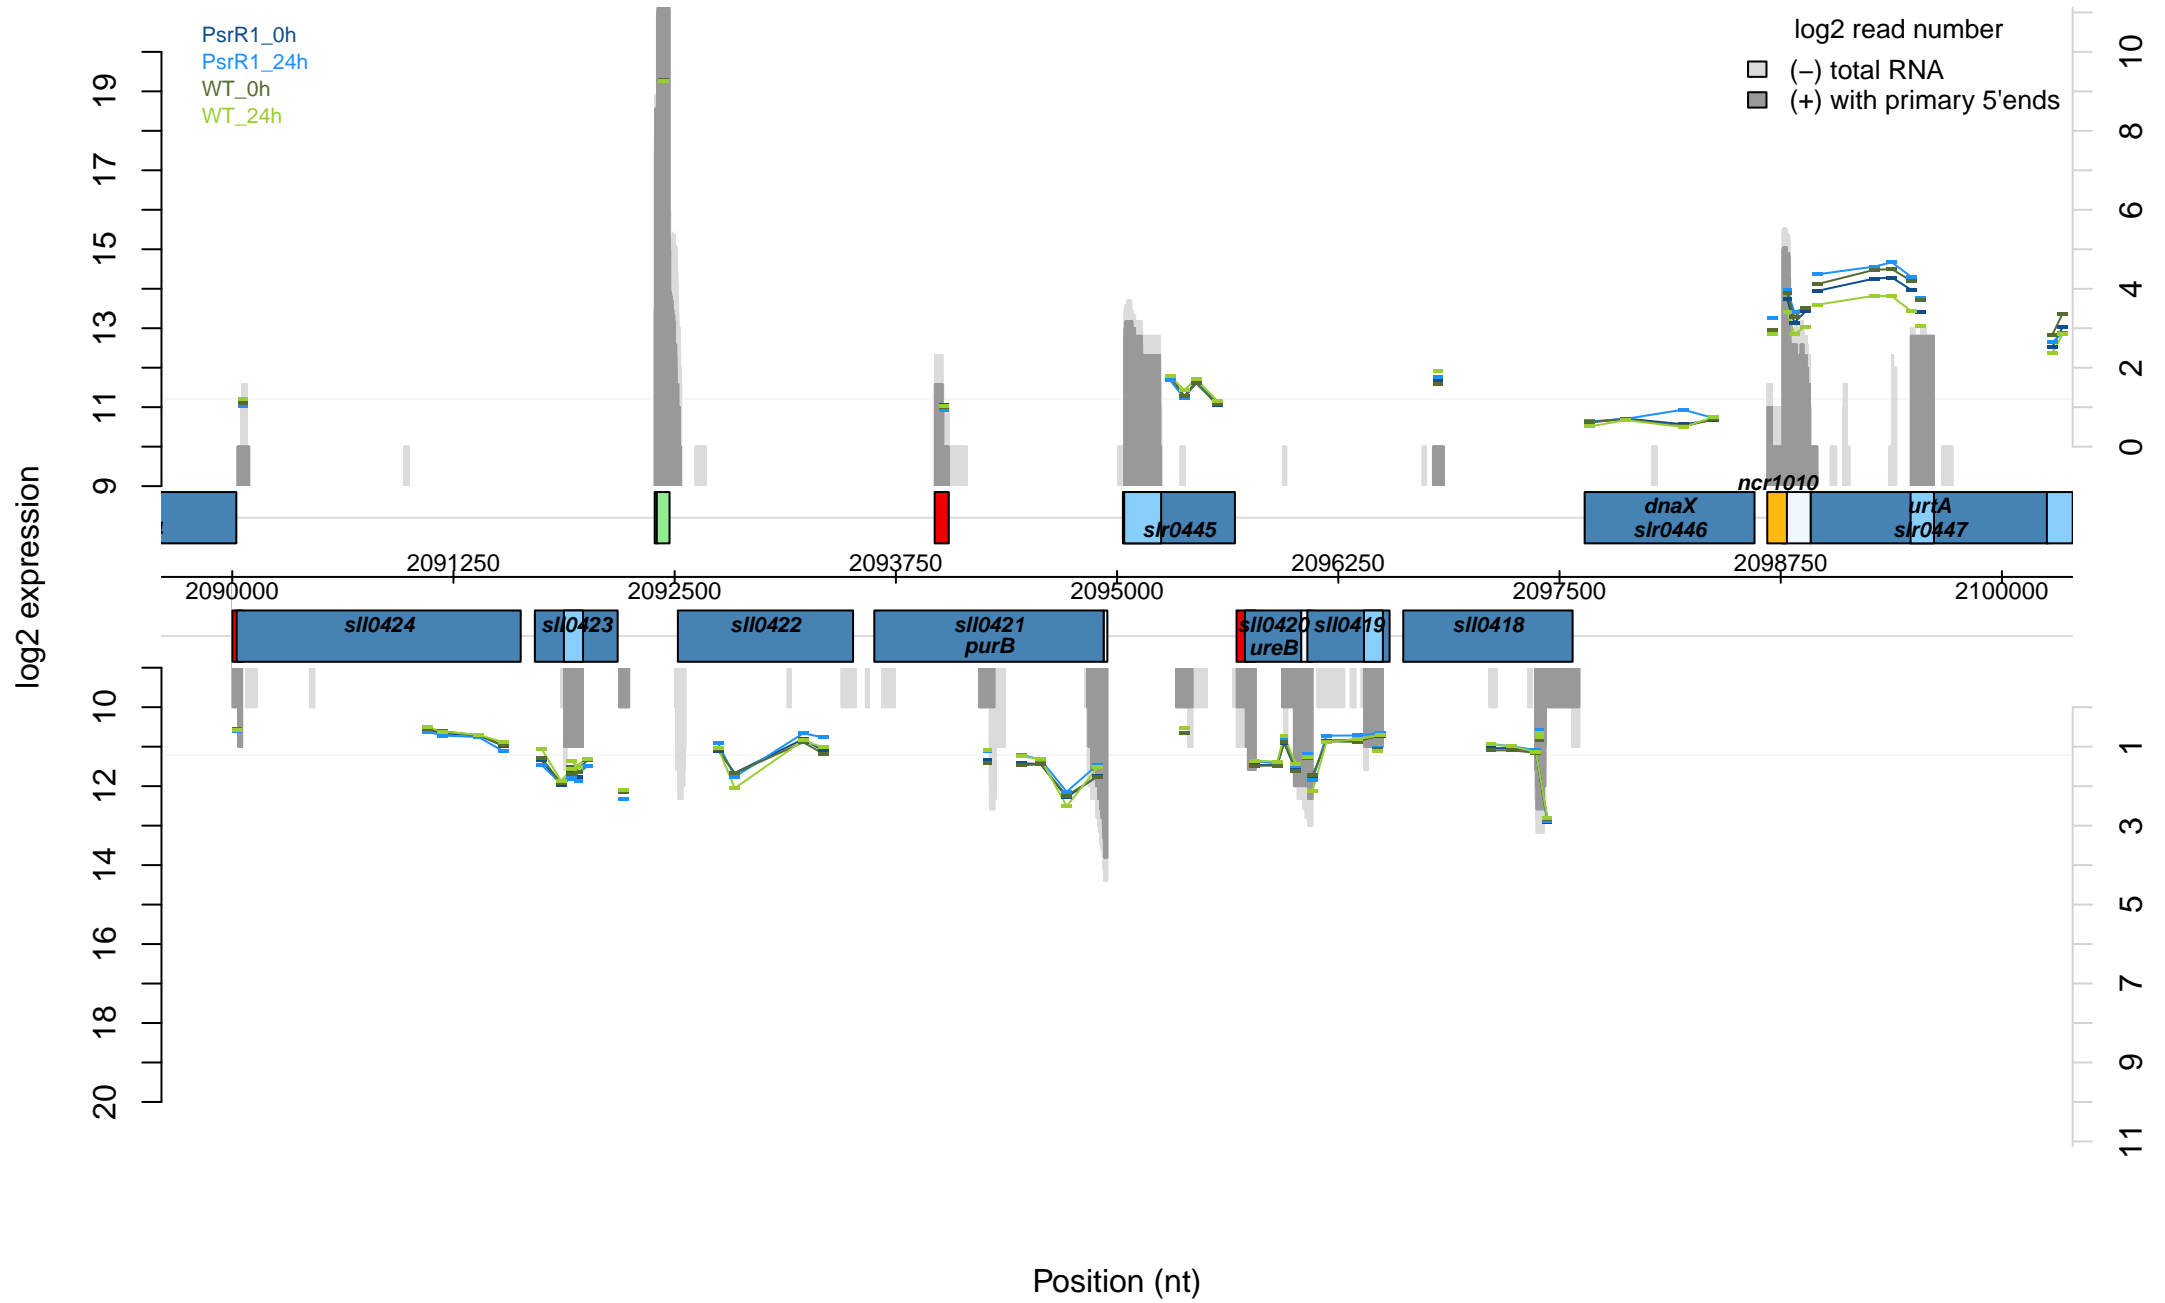 PsrR1_0h
PsrR1_24h
WT_0h
WT_24h
log2 read number
(−) total RNA
(+) with primary 5'ends
19
17
15
13
11
9
10
8
6
4
2
0
log2 expression
ncr1010
slr0445
dnaX
slr0446
urtA
slr0447
2091250
2093750
2096250
2098750
2090000
2092500
2095000
2097500
2100000
sll0424
sll0423
sll0422
sll0421
purB
sll0420
ureB
sll0419
sll0418
10
12
14
16
18
20
1
3
5
7
9
11
Position (nt)